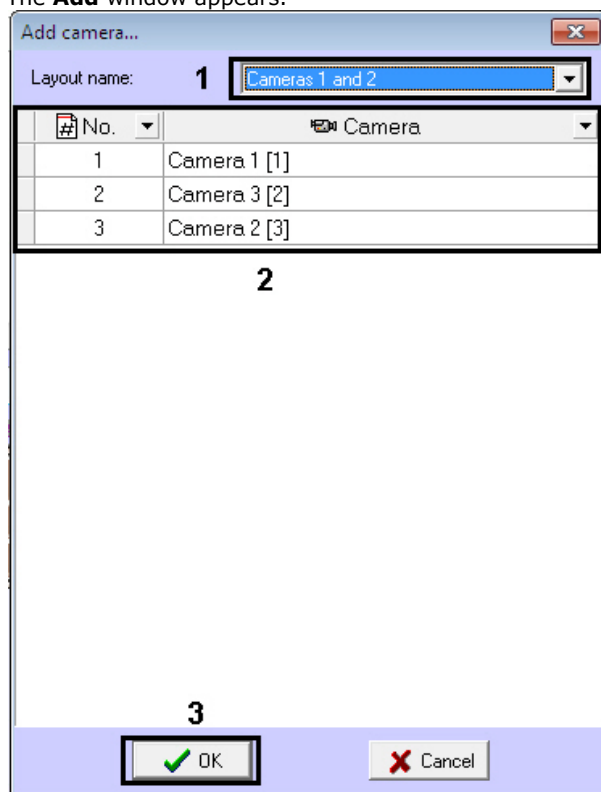 The Add window appears.
Add camera...
Layout name: 1 Cameras 1 and 2
No. Camera
1 Camera 1 [1]
2 Camera 3 [2]
3 Camera 2 [3]
2
3
OK Cancel